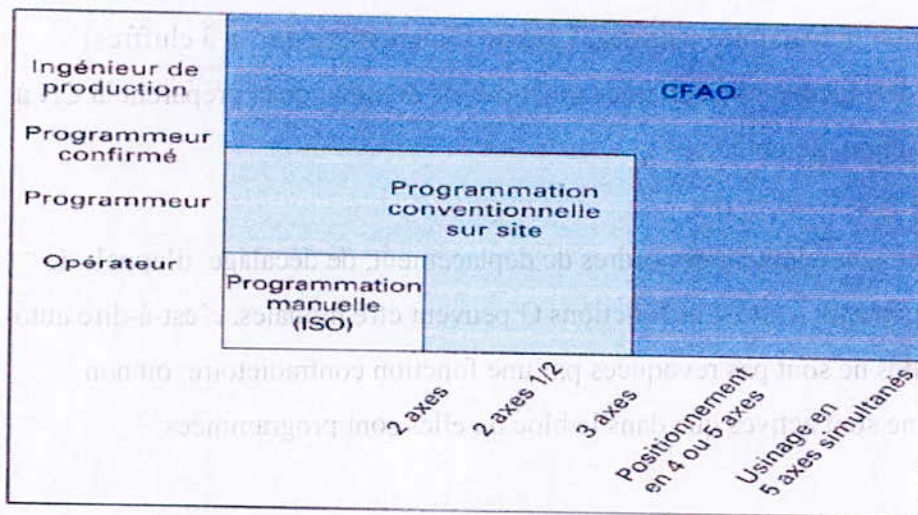 Ingénieur de
production
CFAO
Programmeur
confirmé
Programmeur
Programmation
conventionnelle
sur site
Opérateur
Programmation
manuelle
(ISO)
2 axes
2 axes 1/2
3 axes
Positionnement
en 4 ou 5 axes
Usinage en
5 axes simultanés